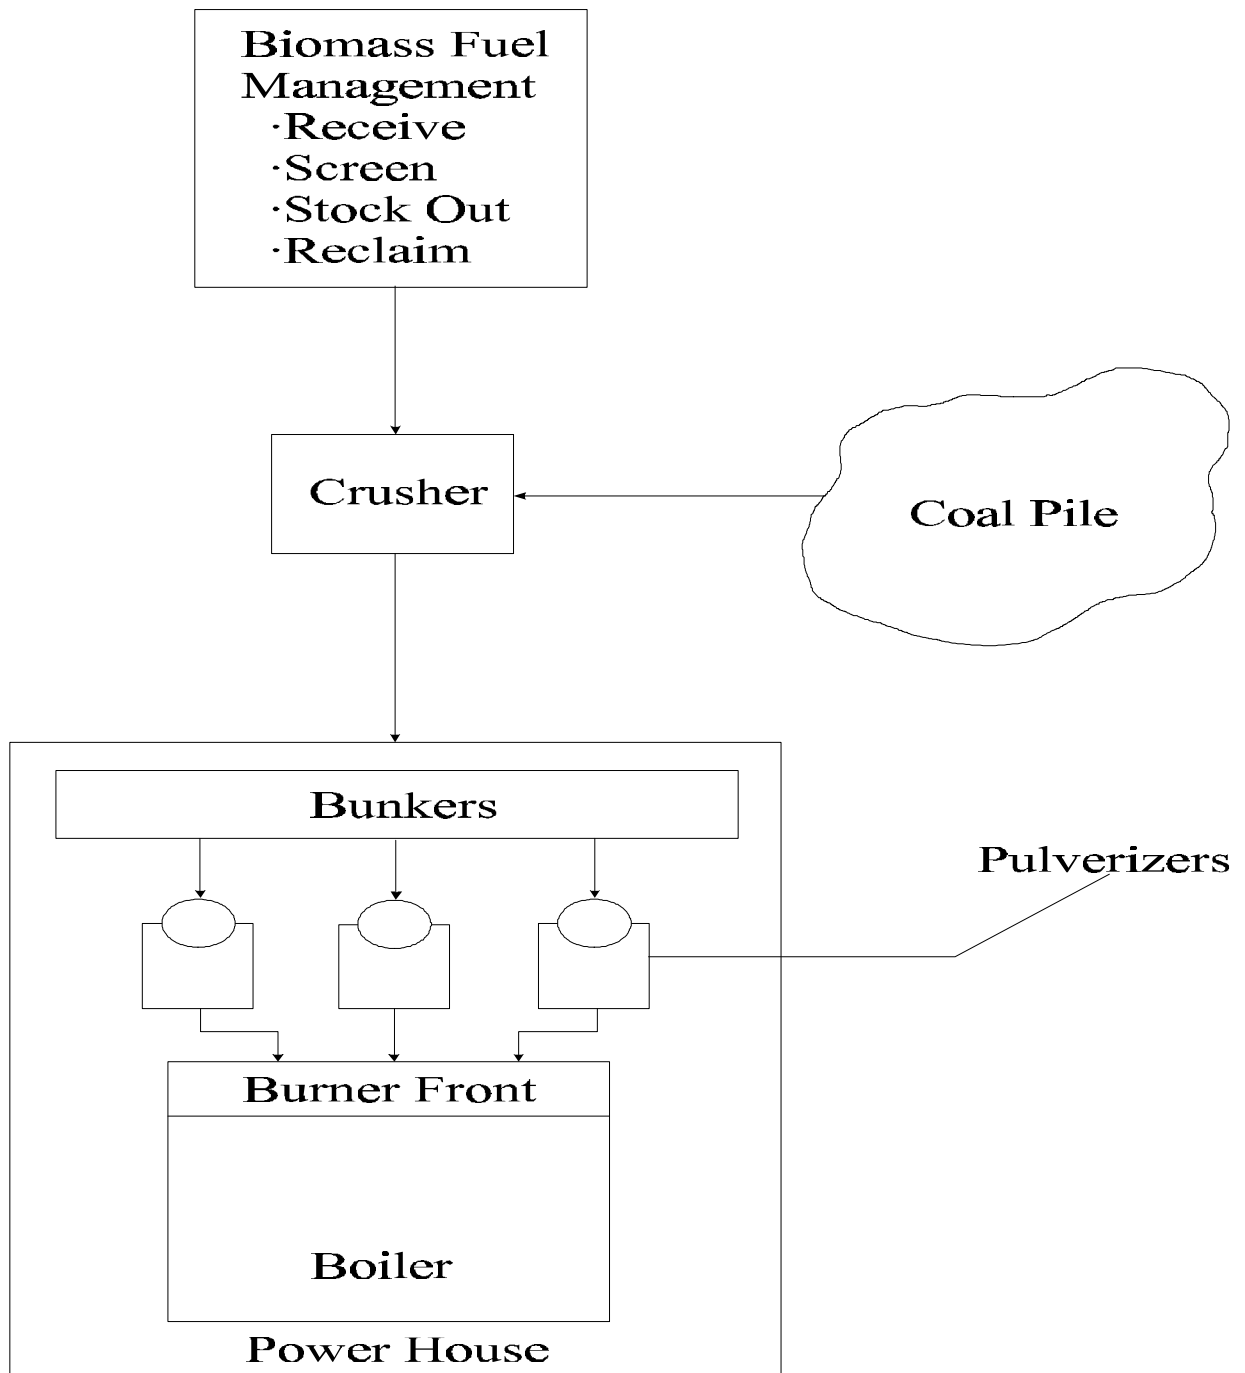 Biomass Fuel
Management
·Receive
·Screen
·Stock Out
·Reclaim
Crusher
Coal Pile
Bunkers
Pulverizers
Burner Front
Boiler
Power House